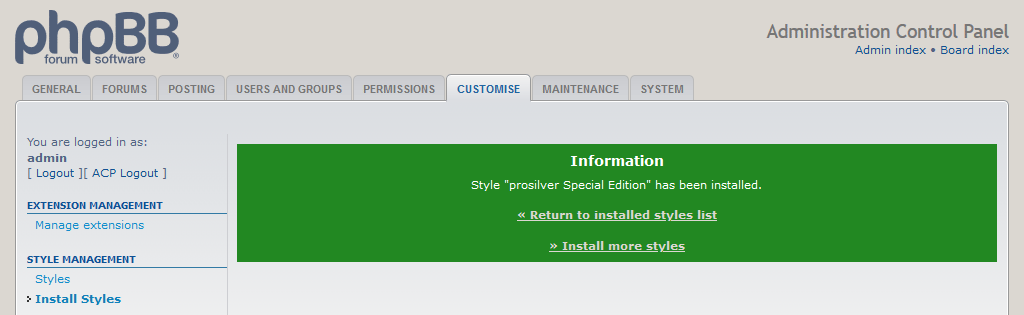 phpBB®
forum software
Administration Control Panel
Admin index • Board index
GENERAL FORUMS POSTING USERS AND GROUPS PERMISSIONS CUSTOMISE MAINTENANCE SYSTEM
You are logged in as:
admin
[ Logout ][ ACP Logout ]
EXTENSION MANAGEMENT
Manage extensions
STYLE MANAGEMENT
Styles
Install Styles
Information
Style "prosilver Special Edition" has been installed.
« Return to installed styles list
» Install more styles